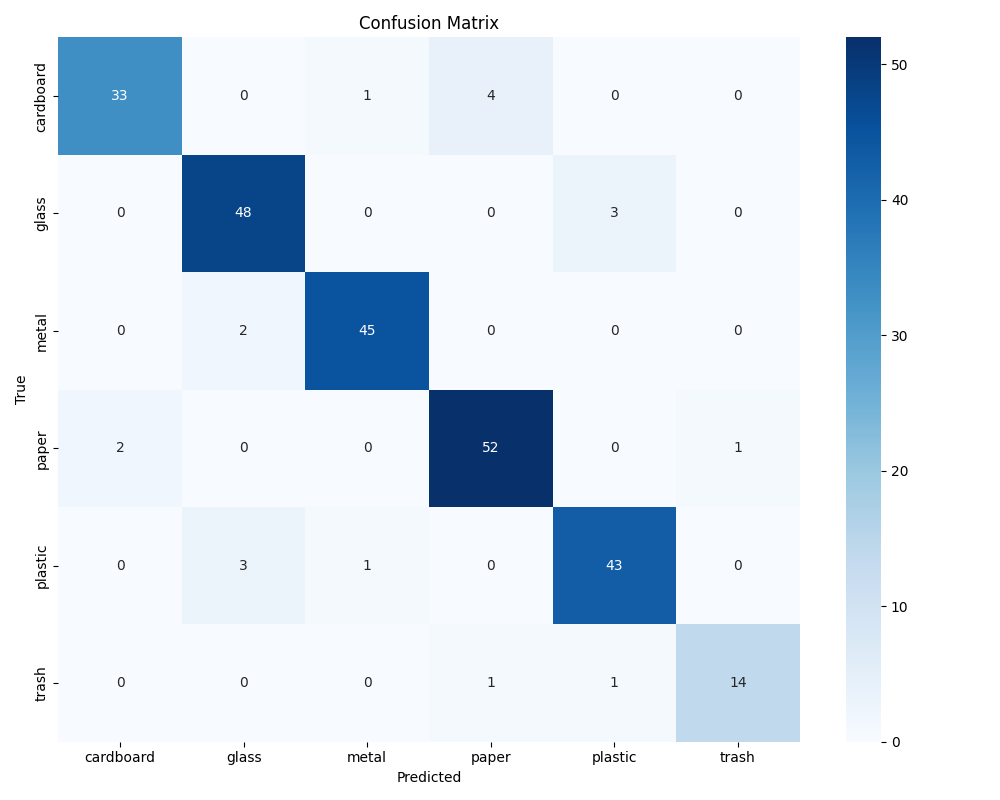 Confusion Matrix
cardboard 33 0 1 4 0 0
glass 0 48 0 0 3 0
metal 0 2 45 0 0 0
paper 2 0 0 52 0 1
plastic 0 3 1 0 43 0
trash 0 0 0 1 1 14
cardboard glass metal paper plastic trash
Predicted
True
50
40
30
20
10
0